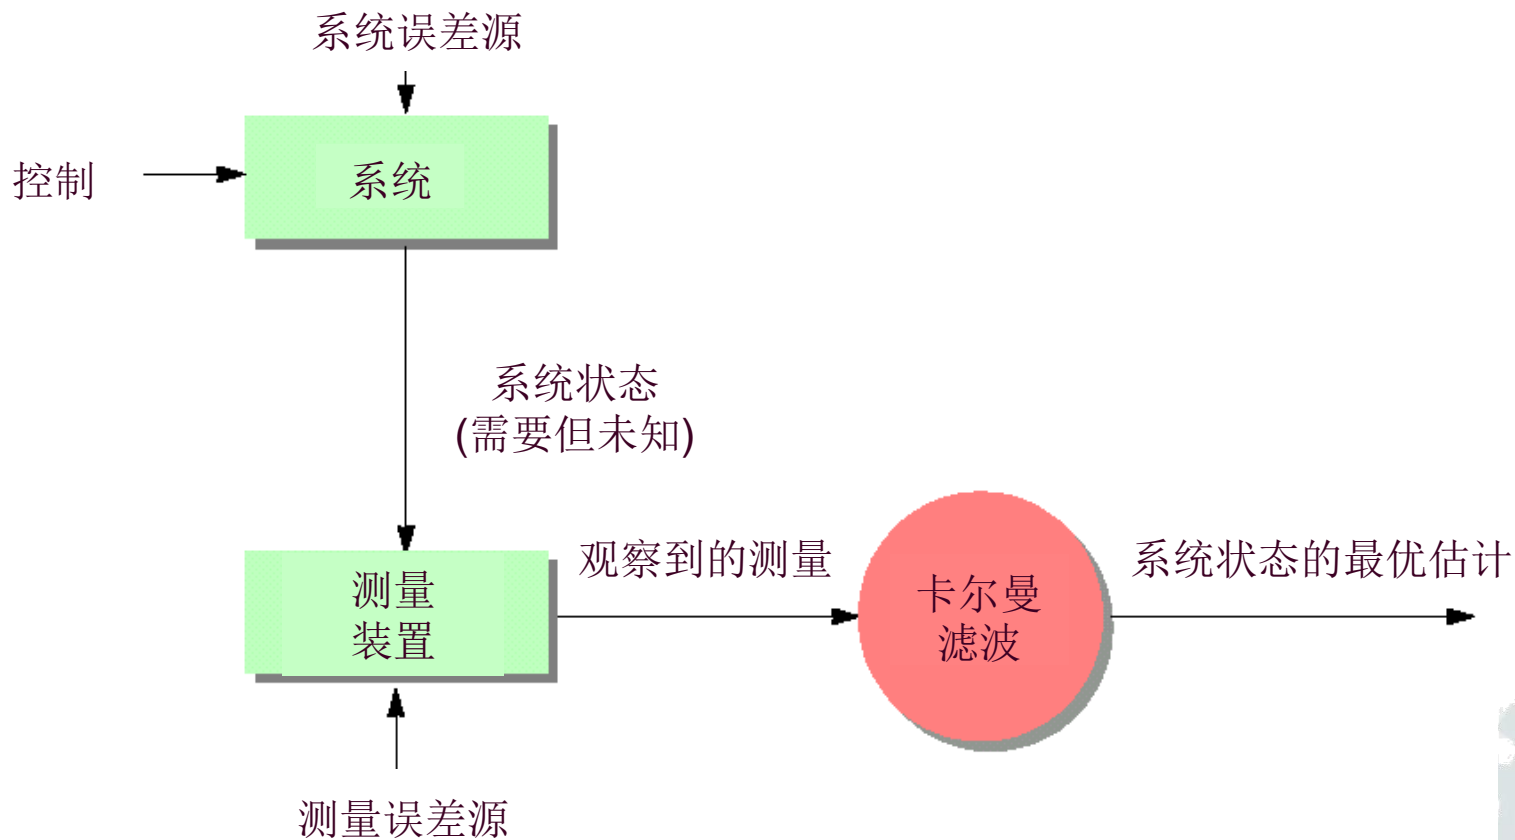 系统误差源
控制
系统
系统状态
(需要但未知)
观察到的测量
系统状态的最优估计
测量
装置
卡尔曼
滤波
测量误差源